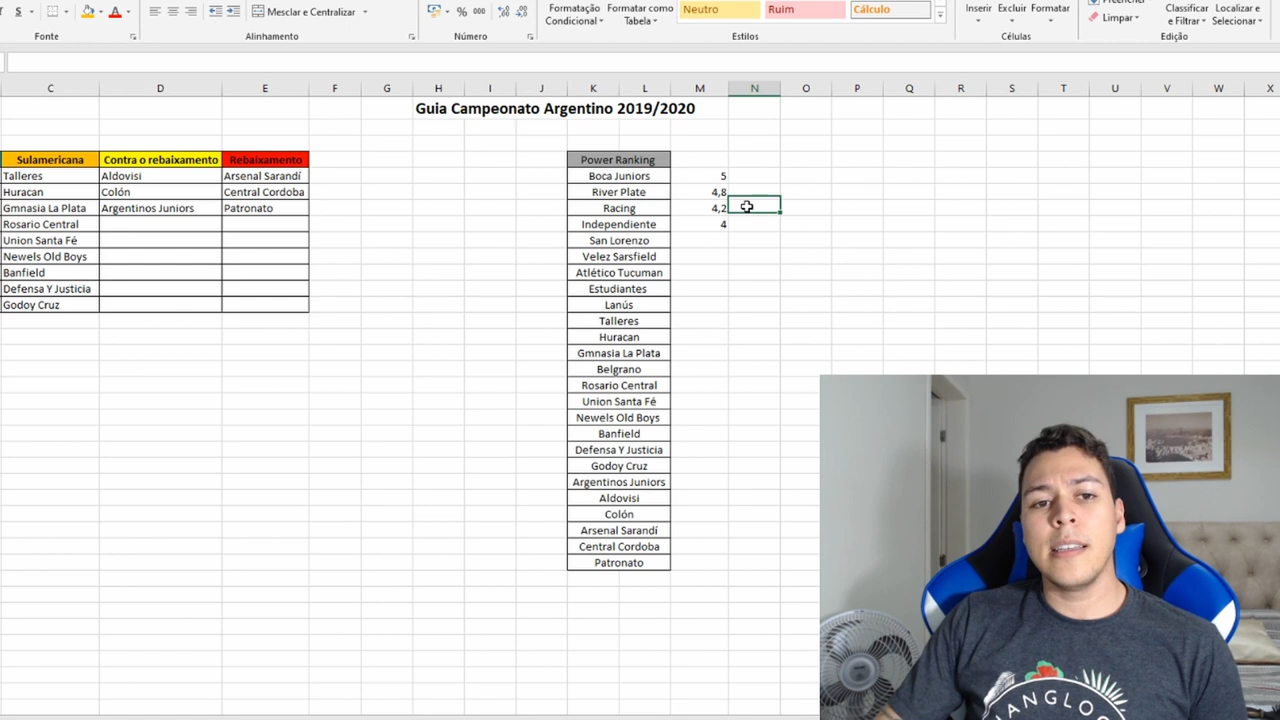 S
A
Mesclar e Centralizar
%
000
Formatação
Condicional
Formatar como
Tabela
Neutro
Ruim
Cálculo
Inserir
Excluir
Formatar
Preencher
Limpar
Classificar
e Filtrar
Localizar e
Selecionar
Fonte
Alinhamento
Número
Estilos
Células
Edição
C D E F G H I J K L M N O P Q R S T U V W X
Guia Campeonato Argentino 2019/2020
Sulamericana Contra o rebaixamento Rebaixamento
Talleres Aldovisi Arsenal Sarandí
Huracan Colón Central Cordoba
Gmnasia La Plata Argentinos Juniors Patronato
Rosario Central
Union Santa Fé
Newels Old Boys
Banfield
Defensa Y Justicia
Godoy Cruz
Power Ranking
Boca Juniors 5
River Plate 4,8
Racing 4,2
Independiente 4
San Lorenzo
Velez Sarsfield
Atlético Tucuman
Estudiantes
Lanús
Talleres
Huracan
Gmnasia La Plata
Belgrano
Rosario Central
Union Santa Fé
Newels Old Boys
Banfield
Defensa Y Justicia
Godoy Cruz
Argentinos Juniors
Aldovisi
Colón
Arsenal Sarandí
Central Cordoba
Patronato